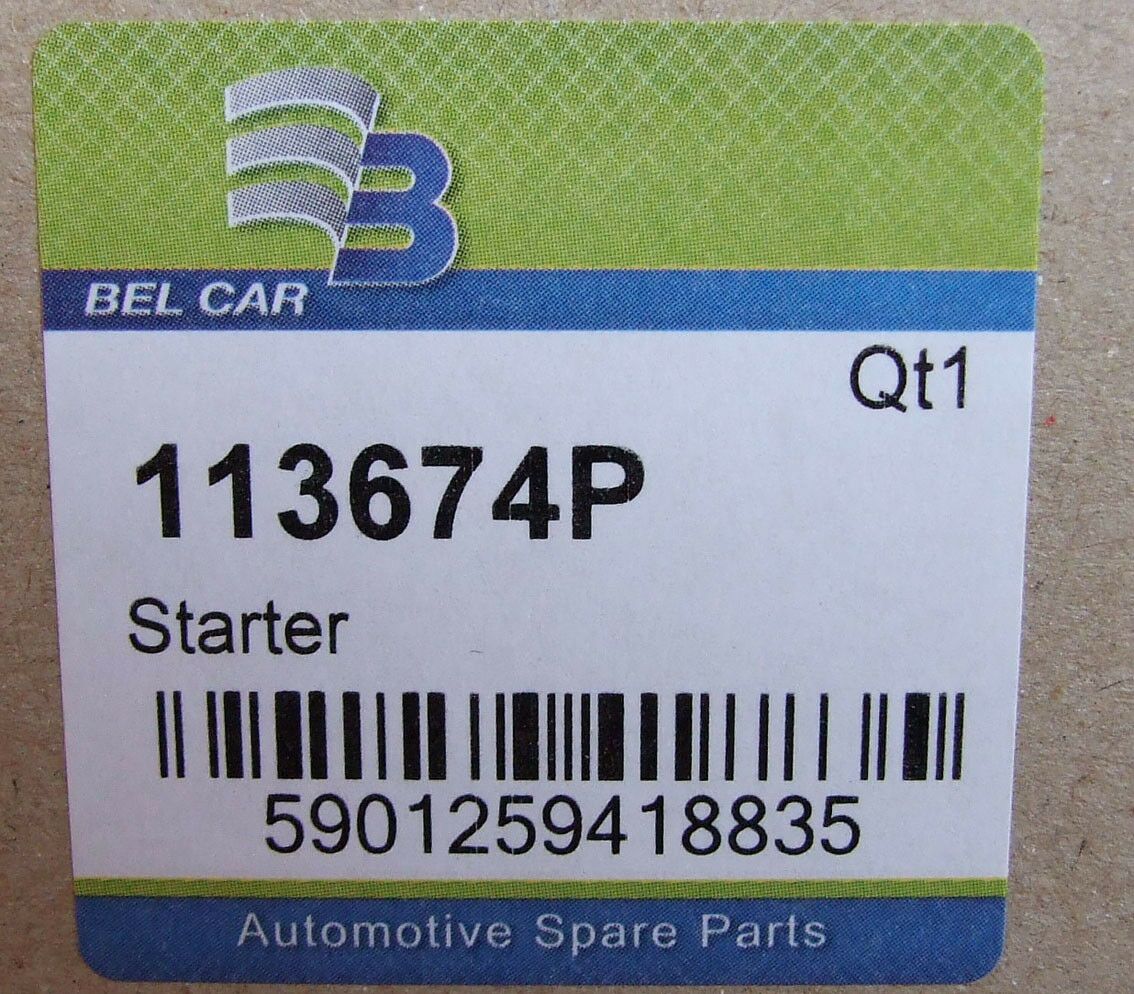 B
BEL CAR
Qt1
113674P
Starter
5901259418835
Automotive Spare Parts